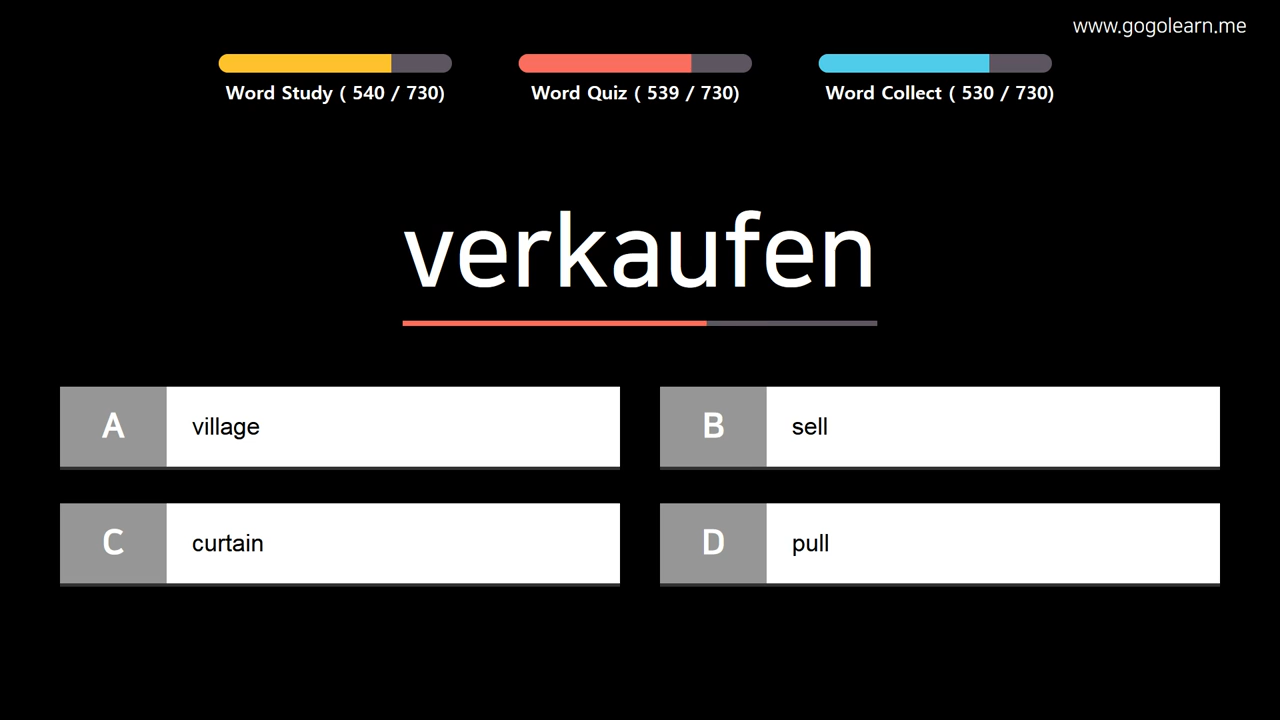 www.gogolearn.me
Word Study ( 540 / 730)
Word Quiz ( 539 / 730)
Word Collect ( 530 / 730)
verkaufen
A village
B sell
C curtain
D pull